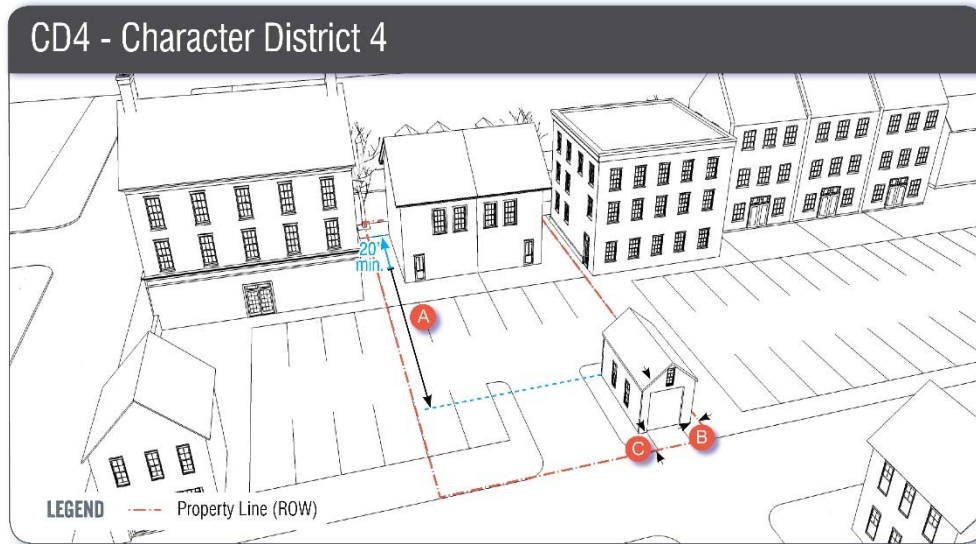 CD4 - Character District 4
20'
min.
A
B
C
LEGEND
Property Line (ROW)